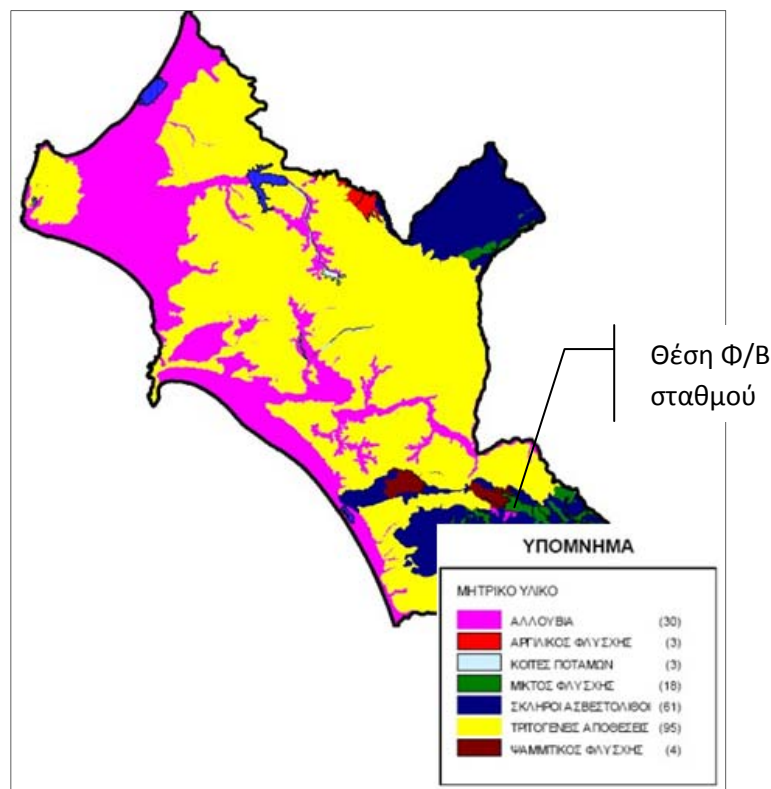 Θέση Φ/Β
σταθμού
ΥΠΟΜΝΗΜΑ
ΜΗΤΡΙΚΟ ΥΛΙΚΟ
ΑΛΛΟΥΒΙΑ (30)
ΑΡΓΙΛΙΚΟΣ ΦΛΥΣΧΗΣ (3)
ΚΟΙΤΕΣ ΠΟΤΑΜΩΝ (3)
ΜΙΚΤΟΣ ΦΛΥΣΧΗΣ (18)
ΣΚΛΗΡΟΙ ΑΣΒΕΣΤΟΛΙΘΟΙ (61)
ΤΡΙΤΟΓΕΝΕΙΣ ΑΠΟΘΕΣΕΙΣ (95)
ΨΑΜΜΙΤΙΚΟΣ ΦΛΥΣΧΗΣ (4)